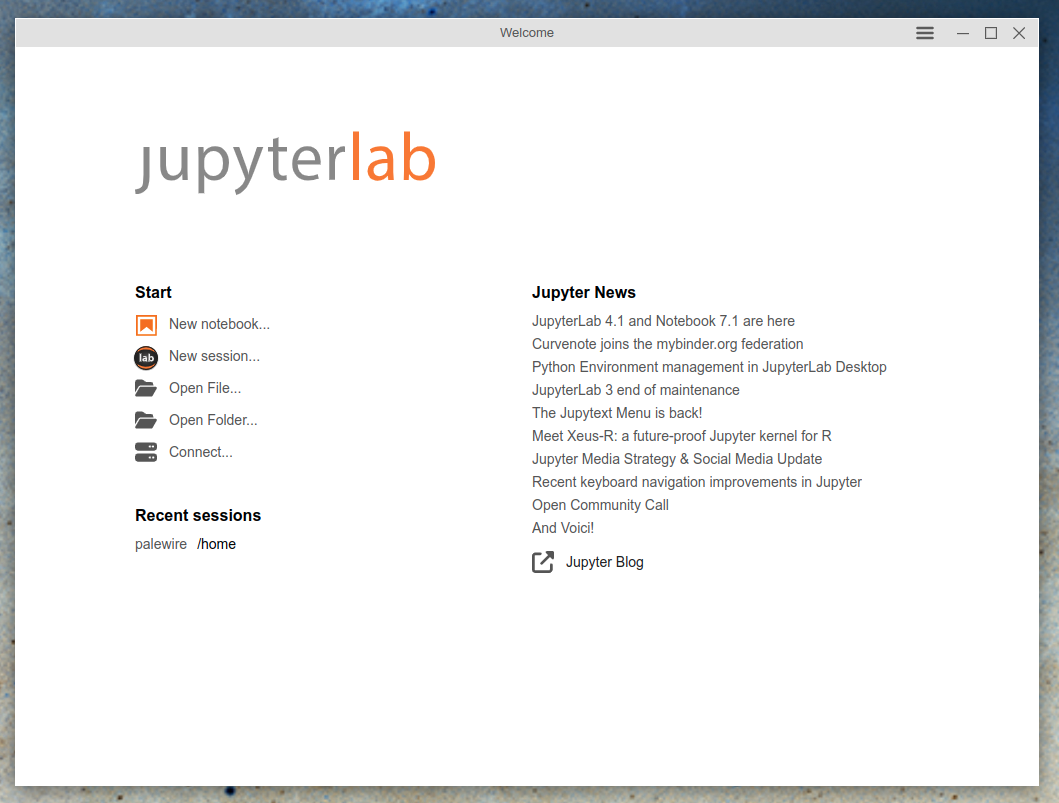 Welcome
jupyterlab
Start
New notebook...
lab New session...
Open File...
Open Folder...
Connect...
Recent sessions
palewire /home
Jupyter News
JupyterLab 4.1 and Notebook 7.1 are here
Curvenote joins the mybinder.org federation
Python Environment management in JupyterLab Desktop
JupyterLab 3 end of maintenance
The Jupytext Menu is back!
Meet Xeus-R: a future-proof Jupyter kernel for R
Jupyter Media Strategy & Social Media Update
Recent keyboard navigation improvements in Jupyter
Open Community Call
And Voici!
Jupyter Blog